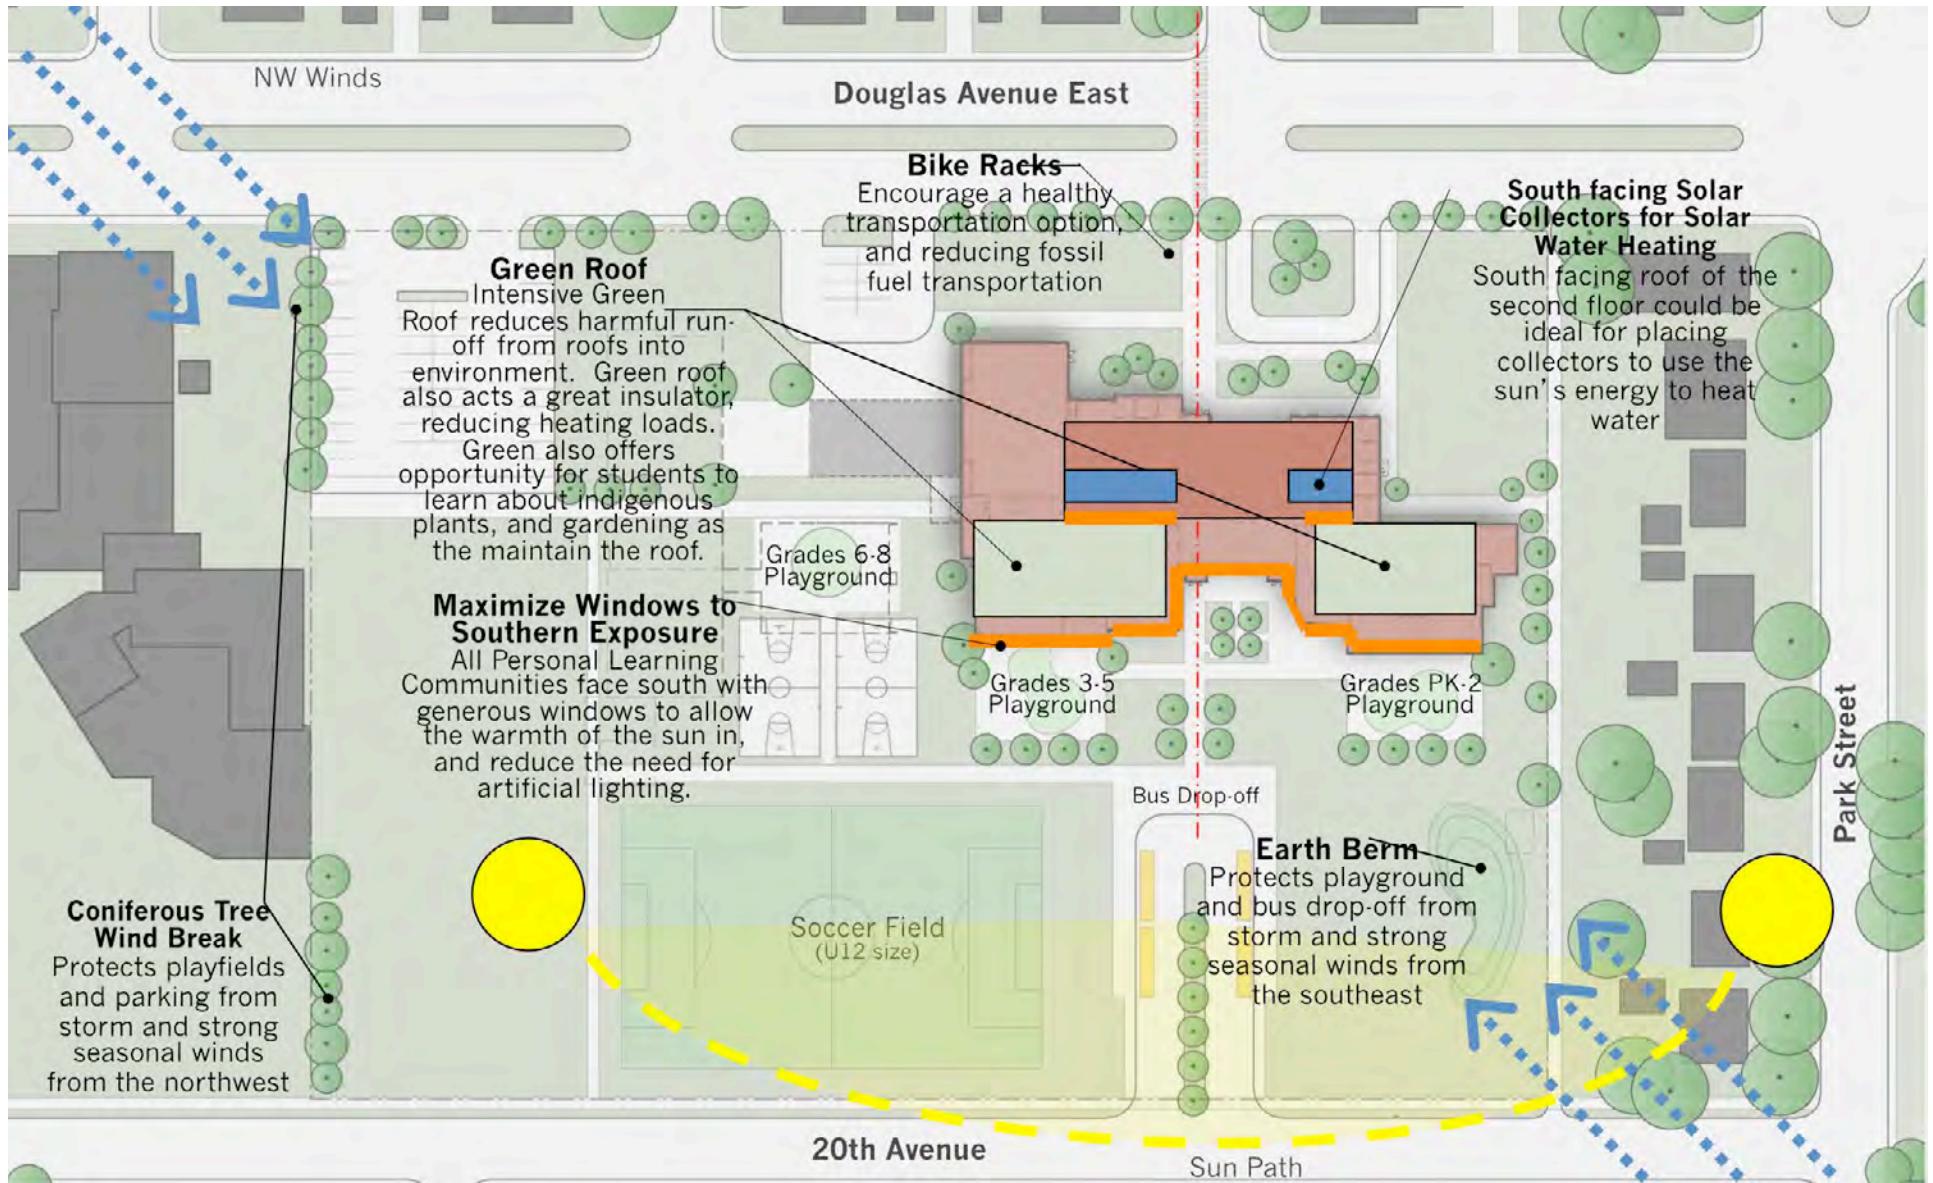 NW Winds
Douglas Avenue East
Bike Racks
Encourage a healthy
transportation option,
and reducing fossil
fuel transportation
South facing Solar
Collectors for Solar
Water Heating
South facing roof of the
second floor could be
ideal for placing
collectors to use the
sun's energy to heat
water
Green Roof
Intensive Green
Roof reduces harmful run-
off from roofs into
environment. Green roof
also acts a great insulator,
reducing heating loads.
Green also offers
opportunity for students to
learn about indigenous
plants, and gardening as
the maintain the roof.
Grades 6-8
Playground
Maximize Windows to
Southern Exposure
All Personal Learning
Communities face south with
generous windows to allow
the warmth of the sun in,
and reduce the need for
artificial lighting.
Grades 3-5
Playground
Grades PK-2
Playground
Park Street
Bus Drop-off
Earth Berm
Protects playground
and bus drop-off from
storm and strong
seasonal winds from
the southeast
Soccer Field
(U12 size)
Coniferous Tree
Wind Break
Protects playfields
and parking from
storm and strong
seasonal winds
from the northwest
20th Avenue
Sun Path